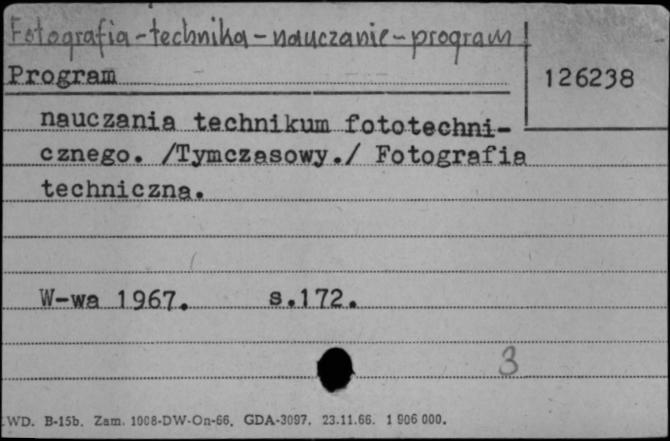 Fotografia-technika-nauczanie-program
Program
126238
nauczania technikum fototechni-
cznego. /Tymczasowy./ Fotografia
techniczna.
W-wa 1967. s.172.
3
WD. B-15b. Zam. 1008-DW-On-66. GDA-3097. 23.11.66. 1 906 000.